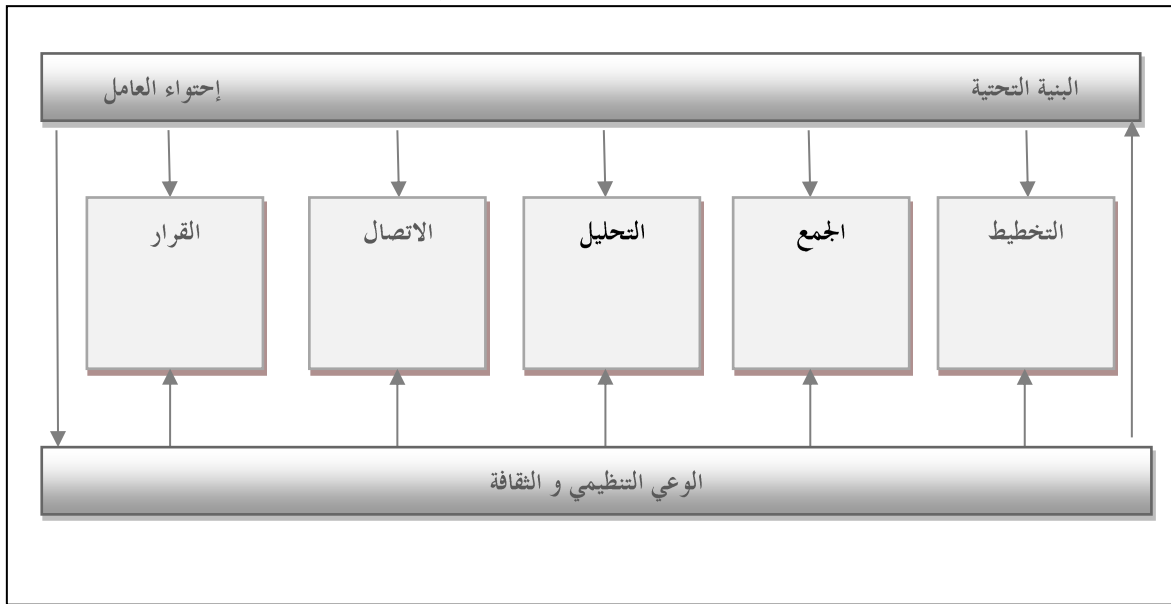 البنية التحتية
إحتواء العامل
التخطيط
الجمع
التحليل
الاتصال
القرار
الوعي التنظيمي و الثقافة